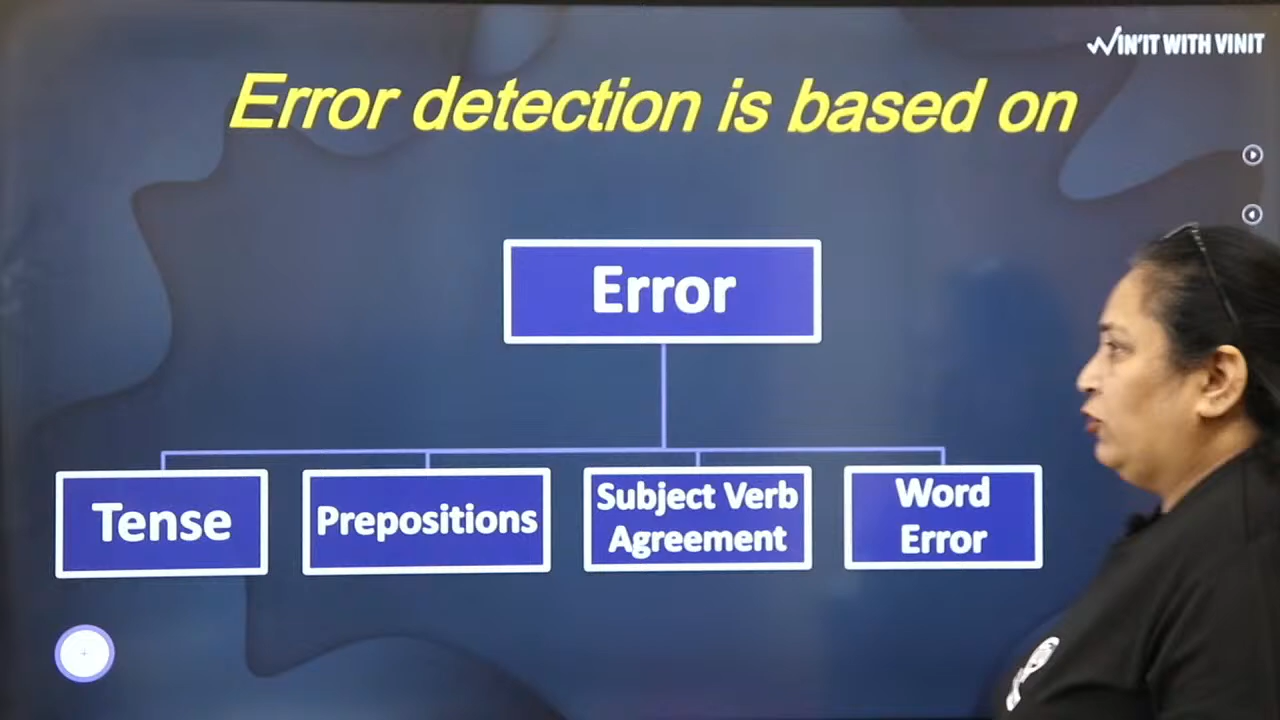 WIN'IT WITH VINIT
Error detection is based on
Error
Tense
Prepositions
Subject Verb
Agreement
Word
Error